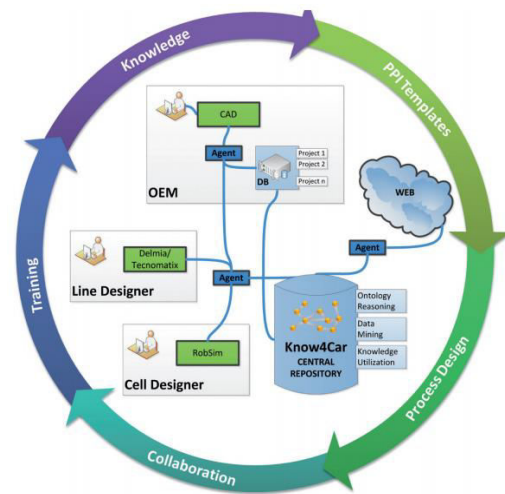 Knowledge
PPI Templates
CAD
Agent
OEM
DB
Project 1
Project 2
Project n
WEB
Agent
Delmia/
Tecnomatix
Line Designer
Agent
Training
RobSim
Cell Designer
Know4Car
CENTRAL
REPOSITORY
Ontology
Reasoning
Data
Mining
Knowledge
Utilization
Process Design
Collaboration